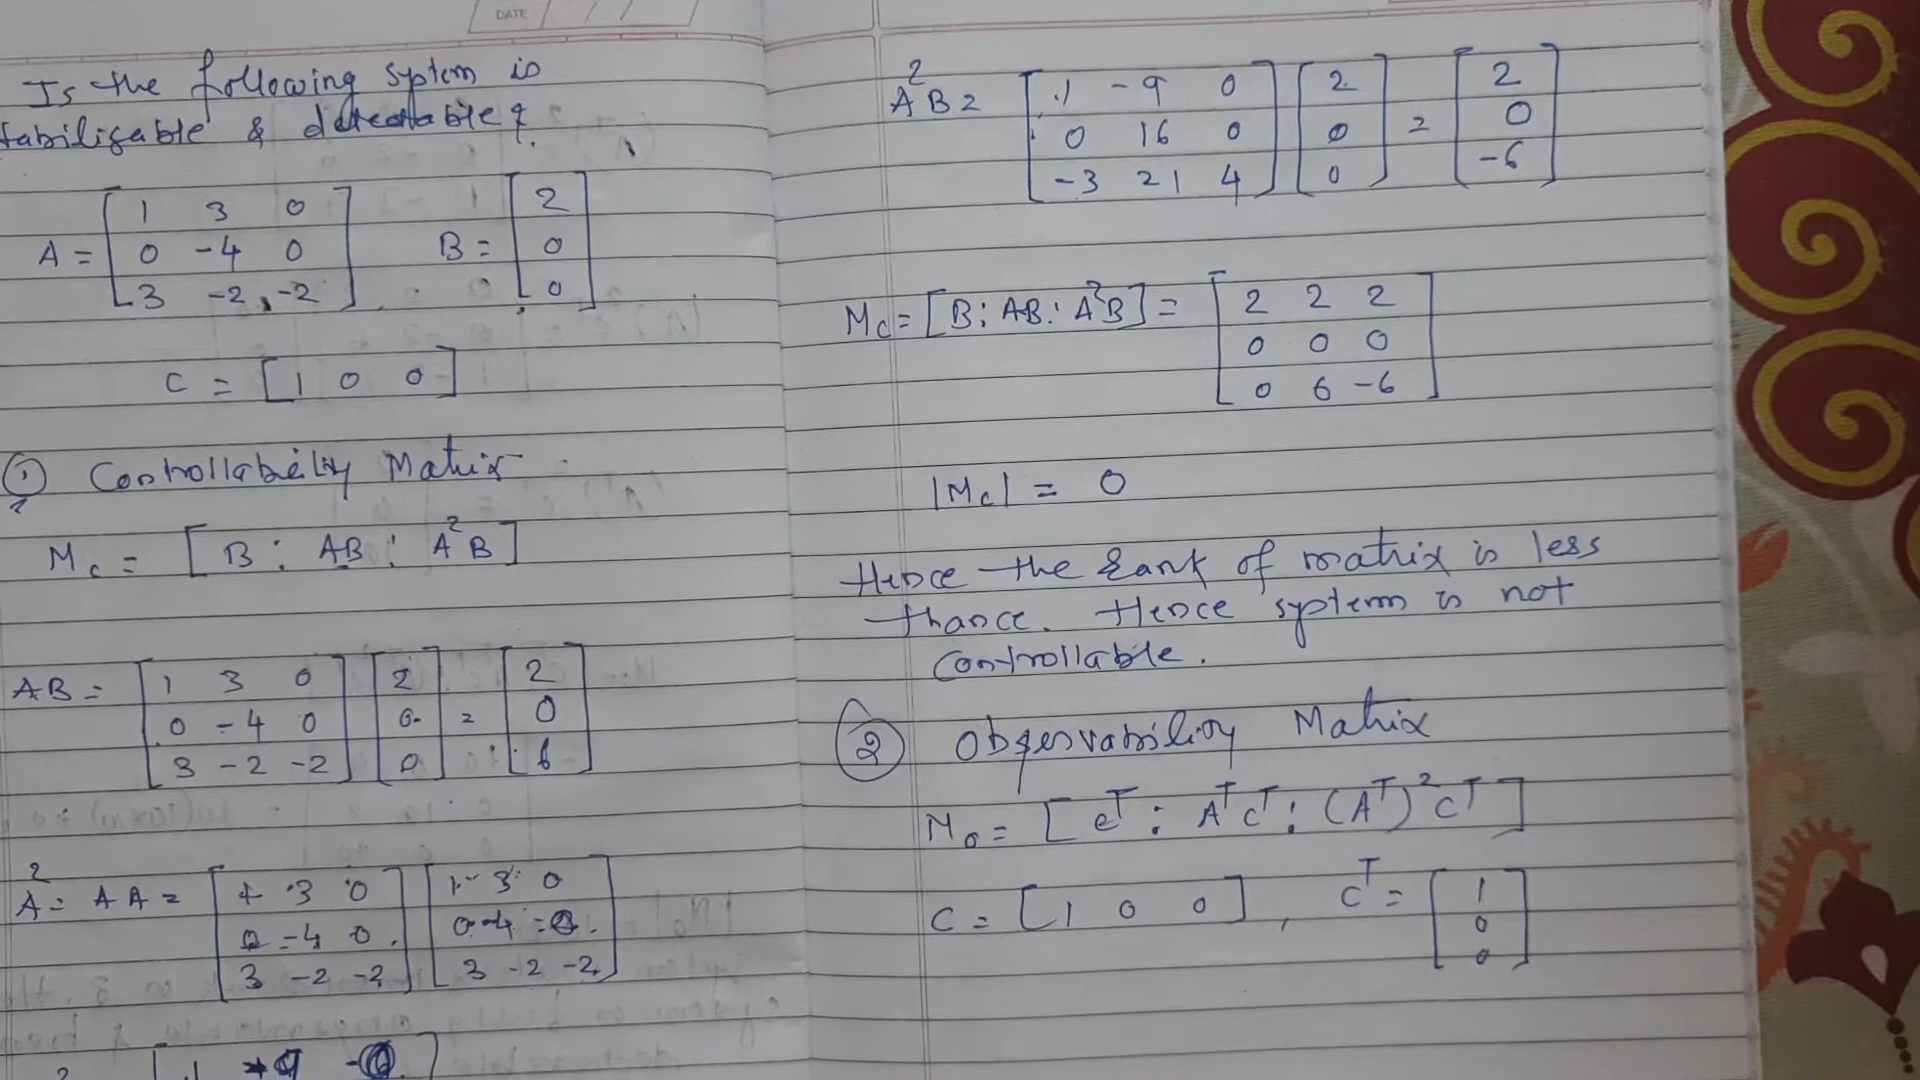 DATE / /
Is the following system is
tabilizable & detectable?
A = [1 3 0; 0 -4 0; 3 -2 -2] B = [2; 0; 0]
C = [1 0 0]
① Controllability Matrix
Mc = [B : AB : A²B]
AB = [1 3 0; 0 -4 0; 3 -2 -2] [2; 0; 0] = [2; 0; 6]
A² = AA = [1 3 0; 0 -4 0; 3 -2 -2] [1 3 0; 0 -4 0; 3 -2 -2]
A²B = [1 -9 0; 0 16 0; -3 21 4] [2; 0; 0] = [2; 0; -6]
Mc = [B : AB : A²B] = [2 2 2; 0 0 0; 0 6 -6]
|Mc| = 0
Hence the rank of matrix is less
Hence system is not
controllable.
② Observability Matrix
Mo = [Cᵀ : AᵀCᵀ : (Aᵀ)²Cᵀ]
C = [1 0 0], Cᵀ = [1; 0; 0]